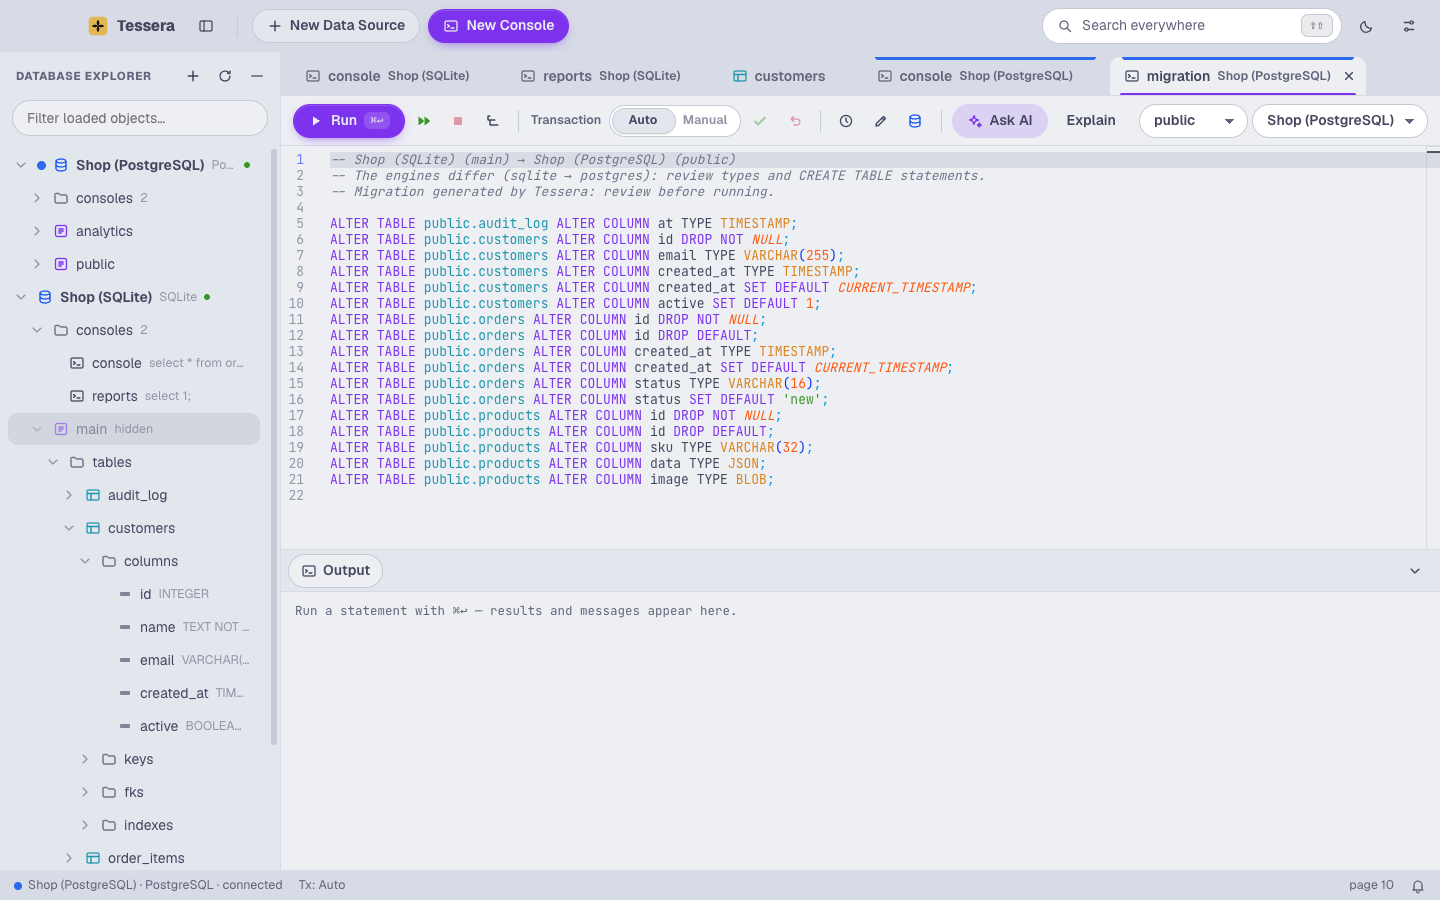 Tessera
New Data Source
New Console
Search everywhere
⇧⇧
DATABASE EXPLORER
Filter loaded objects…
Shop (PostgreSQL) Po…
consoles 2
analytics
public
Shop (SQLite) SQLite
consoles 2
console select * from or…
reports select 1;
main hidden
tables
audit_log
customers
columns
id INTEGER
name TEXT NOT …
email VARCHAR(…
created_at TIM…
active BOOLEA…
keys
fks
indexes
order_items
console Shop (SQLite)
reports Shop (SQLite)
customers
console Shop (PostgreSQL)
migration Shop (PostgreSQL)
Run ⌘↩
Transaction
Auto
Manual
Ask AI
Explain
public
Shop (PostgreSQL)
1 -- Shop (SQLite) (main) → Shop (PostgreSQL) (public)
2 -- The engines differ (sqlite → postgres): review types and CREATE TABLE statements.
3 -- Migration generated by Tessera: review before running.
4
5 ALTER TABLE public.audit_log ALTER COLUMN at TYPE TIMESTAMP;
6 ALTER TABLE public.customers ALTER COLUMN id DROP NOT NULL;
7 ALTER TABLE public.customers ALTER COLUMN email TYPE VARCHAR(255);
8 ALTER TABLE public.customers ALTER COLUMN created_at TYPE TIMESTAMP;
9 ALTER TABLE public.customers ALTER COLUMN created_at SET DEFAULT CURRENT_TIMESTAMP;
10 ALTER TABLE public.customers ALTER COLUMN active SET DEFAULT 1;
11 ALTER TABLE public.orders ALTER COLUMN id DROP NOT NULL;
12 ALTER TABLE public.orders ALTER COLUMN id DROP DEFAULT;
13 ALTER TABLE public.orders ALTER COLUMN created_at TYPE TIMESTAMP;
14 ALTER TABLE public.orders ALTER COLUMN created_at SET DEFAULT CURRENT_TIMESTAMP;
15 ALTER TABLE public.orders ALTER COLUMN status TYPE VARCHAR(16);
16 ALTER TABLE public.orders ALTER COLUMN status SET DEFAULT 'new';
17 ALTER TABLE public.products ALTER COLUMN id DROP NOT NULL;
18 ALTER TABLE public.products ALTER COLUMN id DROP DEFAULT;
19 ALTER TABLE public.products ALTER COLUMN sku TYPE VARCHAR(32);
20 ALTER TABLE public.products ALTER COLUMN data TYPE JSON;
21 ALTER TABLE public.products ALTER COLUMN image TYPE BLOB;
22
Output
Run a statement with ⌘↩ — results and messages appear here.
Shop (PostgreSQL) · PostgreSQL · connected
Tx: Auto
page 10